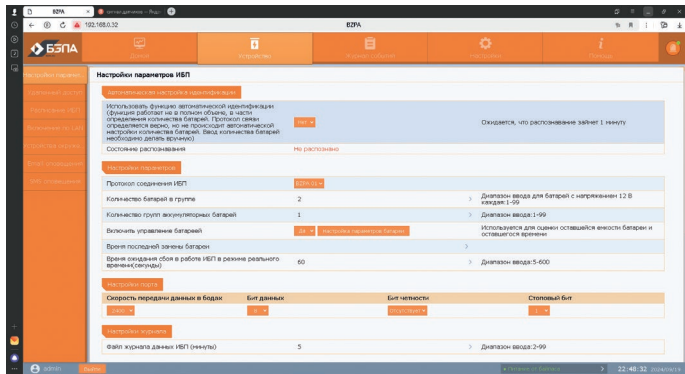 BZPA
192.168.0.32
BZPA
БЭПА
Устройство
Журнал событий
Настройки
Помощь
Настройки параметров ИБП
Автоматическая настройка идентификации
Использовать функцию автоматической идентификации
(функция работает не в полном объеме, в части
определения количества батарей. Протокол связи
определяется верно, но не происходит автоматической
настройки количества батарей. Ввод количества батарей
необходимо делать вручную)
Нет
Ожидается, что распознавание займет 1 минуту
Состояние распознавания
Не распознано
Настройки параметров
Протокол соединения ИБП
BZPA-01
Количество батарей в группе
2
Диапазон ввода для батарей с напряжением 12 В
каждая:1-99
Количество групп аккумуляторных батарей
1
Диапазон ввода:1-99
Включить управление батареей
Да
Настройка параметров батареи
Используется для оценки оставшейся емкости батареи и
оставшегося времени
Время последней замены батареи
Время ожидания сбоя в работе ИБП в режиме реального
времени(секунды)
60
Диапазон ввода:5-600
Настройки порта
Скорость передачи данных в бодах
Бит данных
Бит четности
Стоповый бит
2400
8
Отсутствие
1
Настройки журнала
Файл журнала данных ИБП (минуты)
5
Диапазон ввода:2-99
admin
Выйти
22:48:32